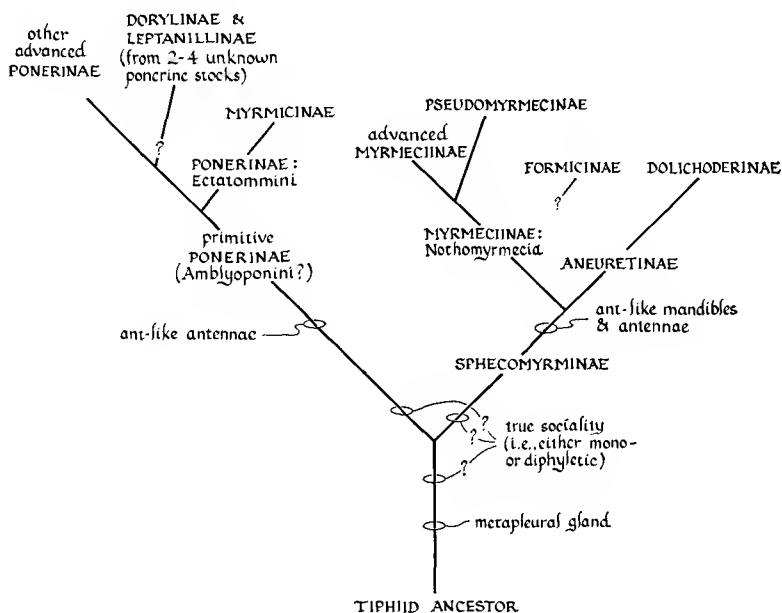 other
advanced
PONERINAE
DORYLINAE &
LEPTANILLINAE
(from 2-4 unknown
ponerine stocks)
?
MYRMICINAE
PONERINAE:
Ectatommini
primitive
PONERINAE
(Amblyoponini?)
ant-like antennae
PSEUDOMYRMECINAE
advanced
MYRMECIINAE
FORMICINAE
?
DOLICHODERINAE
MYRMECIINAE:
Nothomyrmecia
ANEURETINAE
ant-like mandibles
& antennae
SPHECOMYRMINAE
?
?
?
true sociality
(i.e., either mono-
or diphyletic)
metapleural gland
TIPHIID ANCESTOR